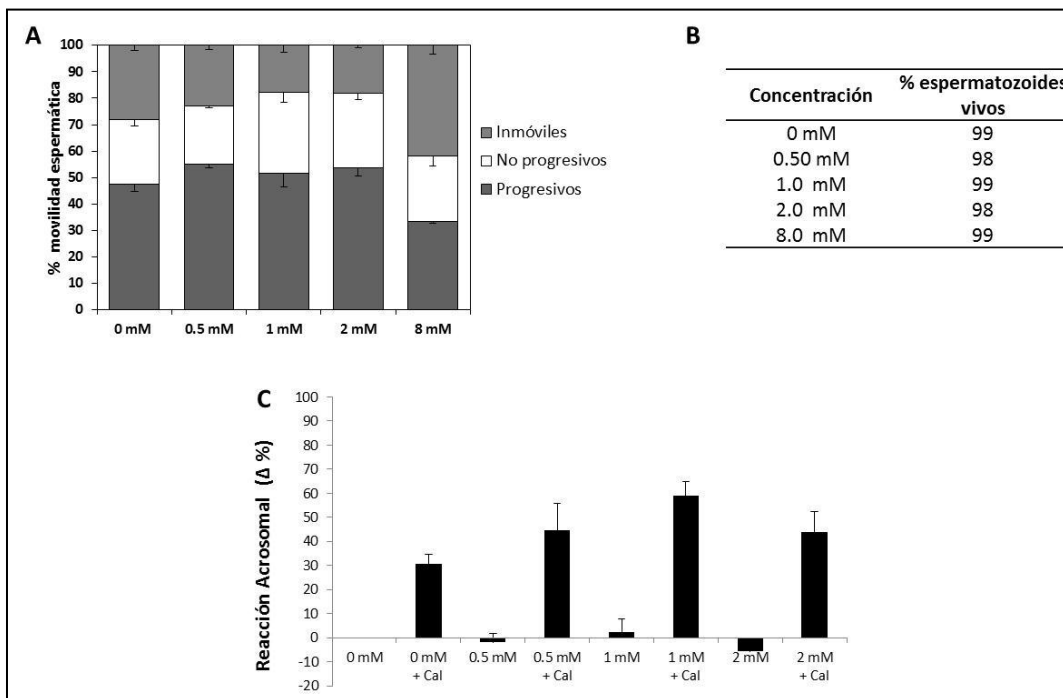 A
% movilidad espermática
100
90
80
70
60
50
40
30
20
10
0
0 mM 0.5 mM 1 mM 2 mM 8 mM
Inmóviles
No progresivos
Progresivos
B
Concentración % espermatozoides vivos
0 mM 99
0.50 mM 98
1.0 mM 99
2.0 mM 98
8.0 mM 99
C
Reacción Acrosomal (Δ %)
100
90
80
70
60
50
40
30
20
10
0
-10
-20
0 mM 0 mM + Cal 0.5 mM 0.5 mM + Cal 1 mM 1 mM + Cal 2 mM 2 mM + Cal